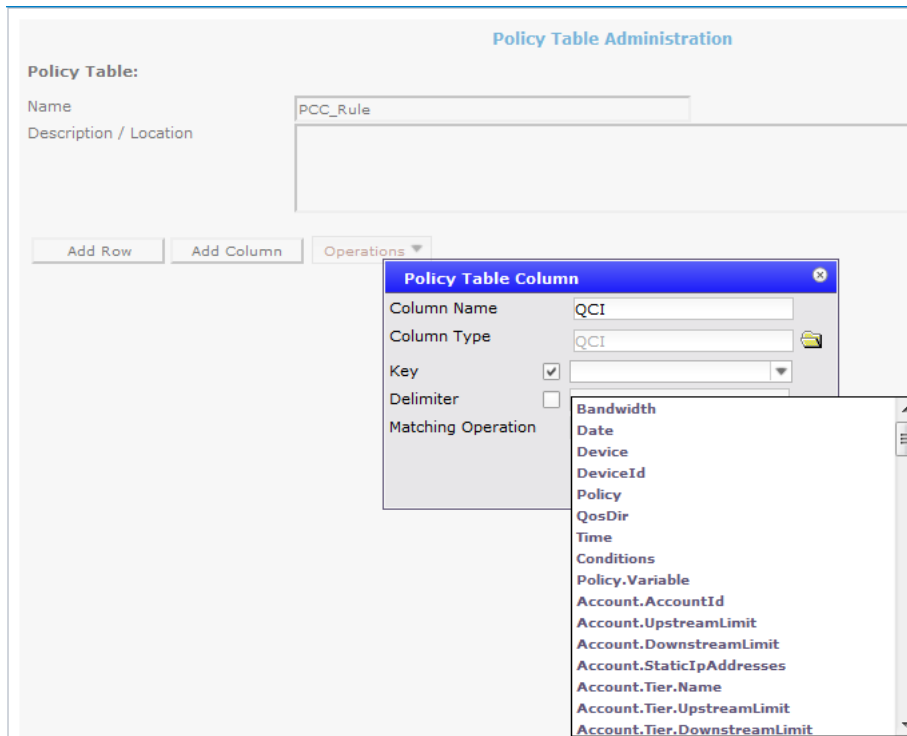 Policy Table Administration
Policy Table:
Name PCC_Rule
Description / Location
Add Row Add Column Operations
Policy Table Column
Column Name QCI
Column Type QCI
Key
Delimiter
Matching Operation
Bandwidth
Date
Device
DeviceId
Policy
QosDir
Time
Conditions
Policy.Variable
Account.AccountId
Account.UpstreamLimit
Account.DownstreamLimit
Account.StaticIpAddresses
Account.Tier.Name
Account.Tier.UpstreamLimit
Account.Tier.DownstreamLimit